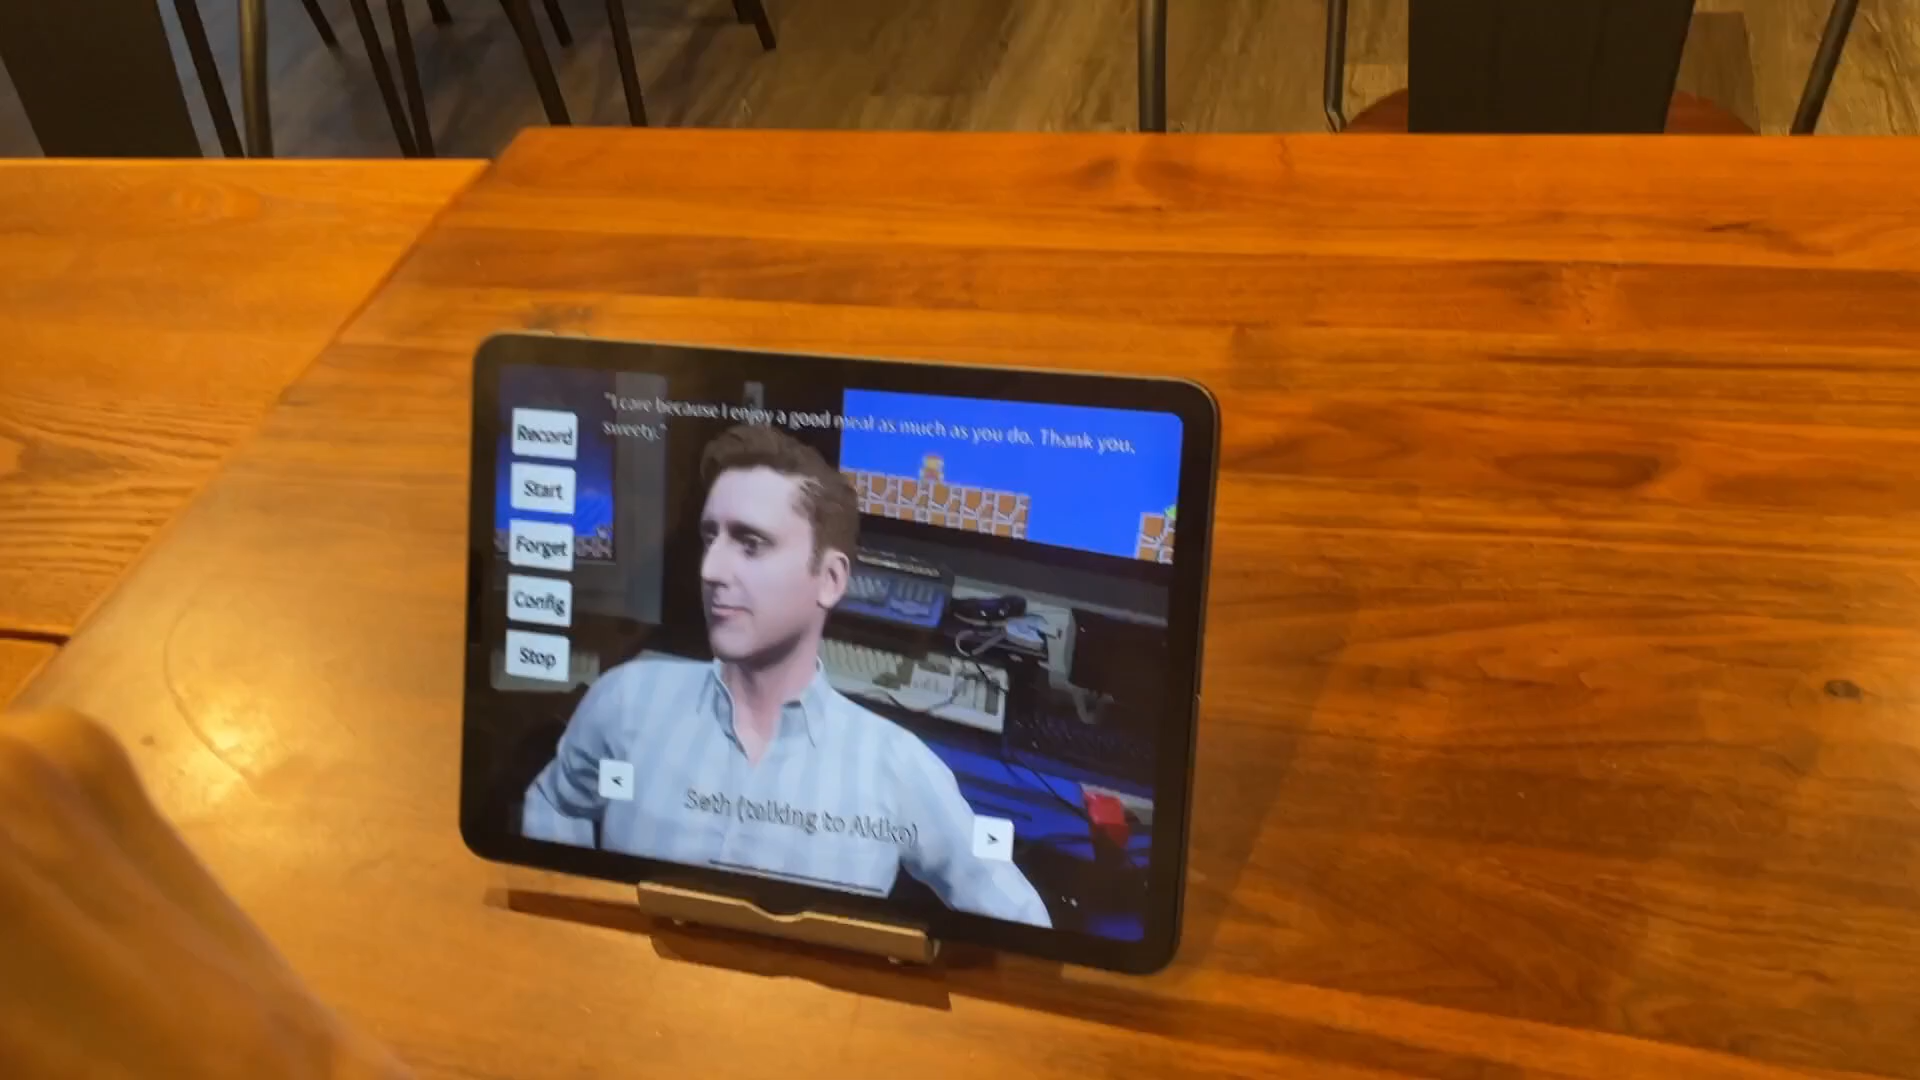 "I care because I enjoy a good meal as much as you do. Thank you,
sweety."
Record
Start
Forget
Config
Stop
<
Seth (talking to Akiko)
>